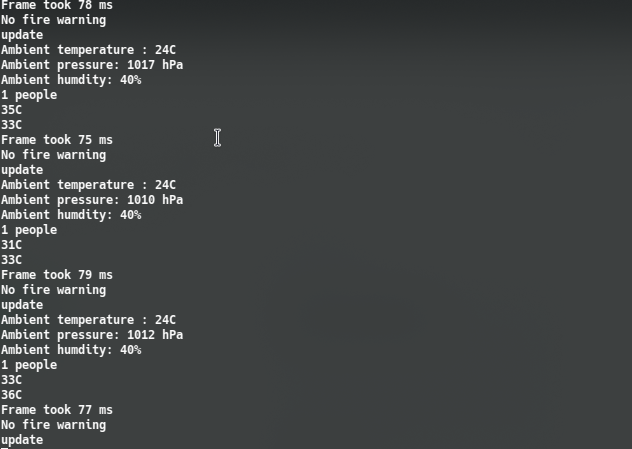 Frame took 78 ms
No fire warning
update
Ambient temperature : 24C
Ambient pressure: 1017 hPa
Ambient humdity: 40%
1 people
35C
33C
Frame took 75 ms
No fire warning
update
Ambient temperature : 24C
Ambient pressure: 1010 hPa
Ambient humdity: 40%
1 people
31C
33C
Frame took 79 ms
No fire warning
update
Ambient temperature : 24C
Ambient pressure: 1012 hPa
Ambient humdity: 40%
1 people
33C
36C
Frame took 77 ms
No fire warning
update